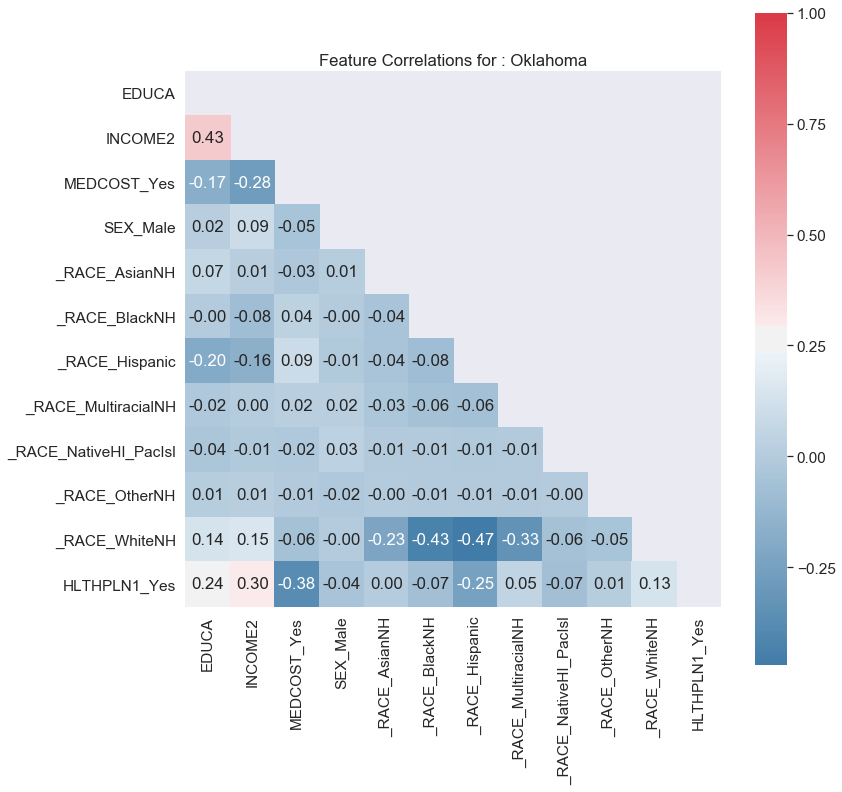 Feature Correlations for : Oklahoma
EDUCA
INCOME2 0.43
MEDCOST_Yes -0.17 -0.28
SEX_Male 0.02 0.09 -0.05
_RACE_AsianNH 0.07 0.01 -0.03 0.01
_RACE_BlackNH -0.00 -0.08 0.04 -0.00 -0.04
_RACE_Hispanic -0.20 -0.16 0.09 -0.01 -0.04 -0.08
_RACE_MultiracialNH -0.02 0.00 0.02 0.02 -0.03 -0.06 -0.06
_RACE_NativeHI_PacIsl -0.04 -0.01 -0.02 0.03 -0.01 -0.01 -0.01 -0.01
_RACE_OtherNH 0.01 0.01 -0.01 -0.02 -0.00 -0.01 -0.01 -0.01 -0.00
_RACE_WhiteNH 0.14 0.15 -0.06 -0.00 -0.23 -0.43 -0.47 -0.33 -0.06 -0.05
HLTHPLN1_Yes 0.24 0.30 -0.38 -0.04 0.00 -0.07 -0.25 0.05 -0.07 0.01 0.13
EDUCA
INCOME2
MEDCOST_Yes
SEX_Male
_RACE_AsianNH
_RACE_BlackNH
_RACE_Hispanic
_RACE_MultiracialNH
_RACE_NativeHI_PacIsl
_RACE_OtherNH
_RACE_WhiteNH
HLTHPLN1_Yes
1.00
0.75
0.50
0.25
0.00
−0.25